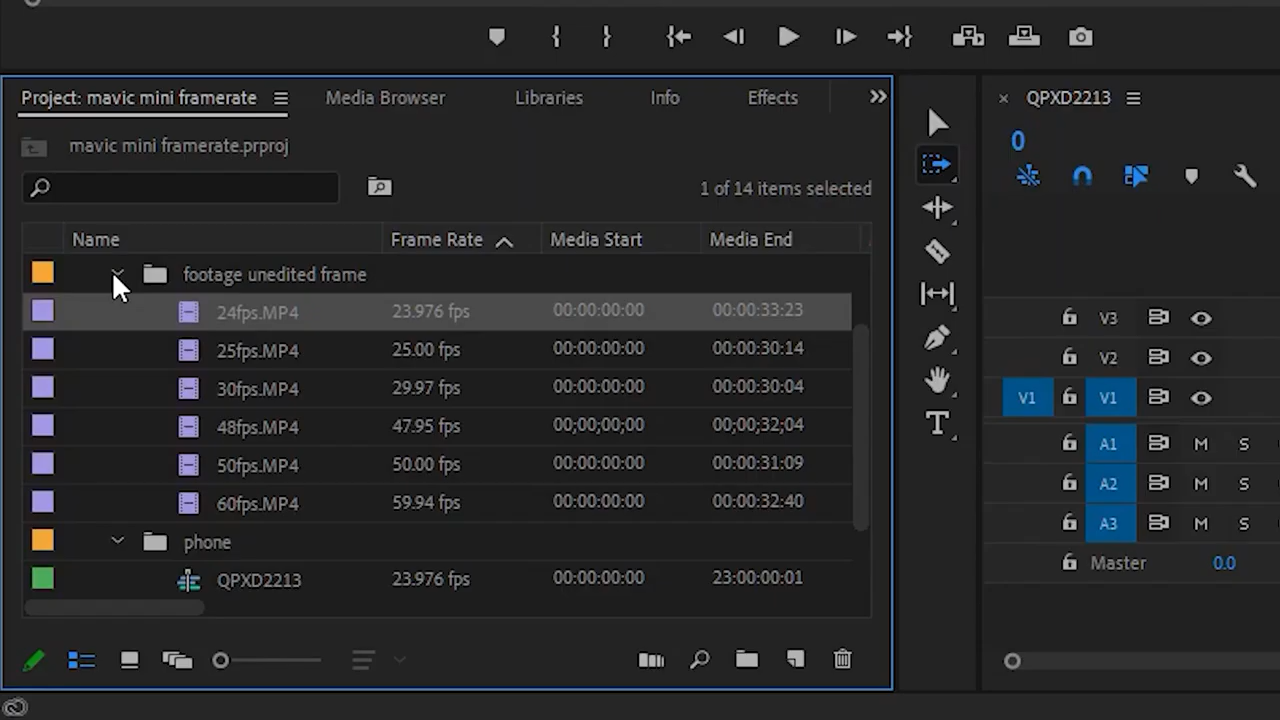 Project: mavic mini framerate
Media Browser
Libraries
Info
Effects
QPXD2213
mavic mini framerate.prproj
0
1 of 14 items selected
Name Frame Rate Media Start Media End
footage unedited frame
24fps.MP4 23.976 fps 00:00:00:00 00:00:33:23
25fps.MP4 25.00 fps 00:00:00:00 00:00:30:14
30fps.MP4 29.97 fps 00:00:00:00 00:00:30:04
48fps.MP4 47.95 fps 00;00;00;00 00;00;32;04
50fps.MP4 50.00 fps 00:00:00:00 00:00:31:09
60fps.MP4 59.94 fps 00:00:00:00 00:00:32:40
phone
QPXD2213 23.976 fps 00:00:00:00 23:00:00:01
V3
V2
V1 V1
A1 M S
A2 M S
A3 M S
Master 0.0